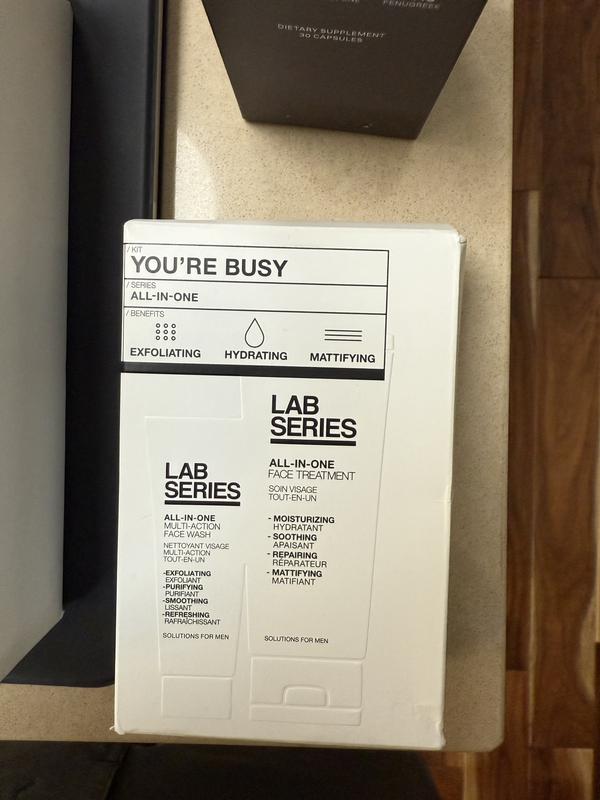 FENUGREEK
DIETARY SUPPLEMENT
30 CAPSULES
/ KIT
YOU'RE BUSY
/ SERIES
ALL-IN-ONE
/ BENEFITS
EXFOLIATING HYDRATING MATTIFYING
LAB
SERIES
ALL-IN-ONE
MULTI-ACTION
FACE WASH
NETTOYANT VISAGE
MULTI-ACTION
TOUT-EN-UN
-EXFOLIATING
EXFOLIANT
-PURIFYING
PURIFIANT
-SMOOTHING
LISSANT
-REFRESHING
RAFRAÎCHISSANT
SOLUTIONS FOR MEN
LAB
SERIES
ALL-IN-ONE
FACE TREATMENT
SOIN VISAGE
TOUT-EN-UN
- MOISTURIZING
HYDRATANT
- SOOTHING
APAISANT
- REPAIRING
RÉPARATEUR
- MATTIFYING
MATIFIANT
SOLUTIONS FOR MEN